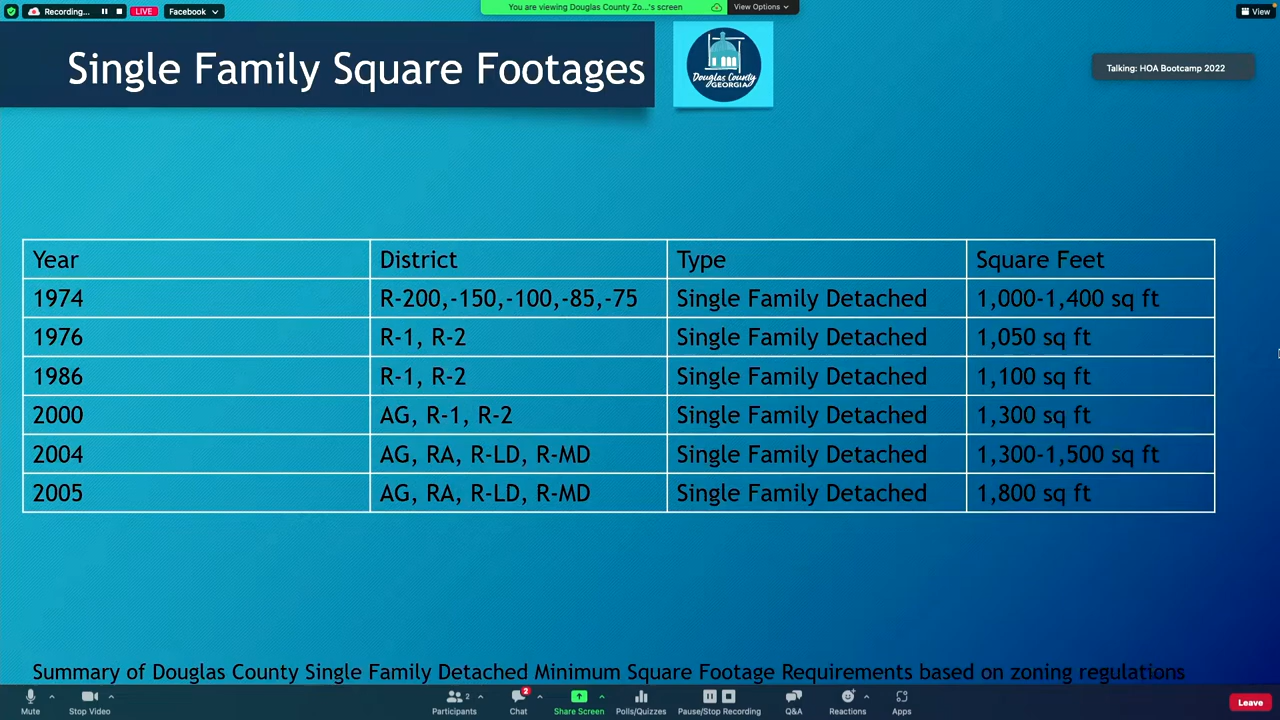 Recording... LIVE Facebook You are viewing Douglas County Zo...'s screen View Options View
Single Family Square Footages
Douglas County
GEORGIA
Talking: HOA Bootcamp 2022
Year District Type Square Feet
1974 R-200,-150,-100,-85,-75 Single Family Detached 1,000-1,400 sq ft
1976 R-1, R-2 Single Family Detached 1,050 sq ft
1986 R-1, R-2 Single Family Detached 1,100 sq ft
2000 AG, R-1, R-2 Single Family Detached 1,300 sq ft
2004 AG, RA, R-LD, R-MD Single Family Detached 1,300-1,500 sq ft
2005 AG, RA, R-LD, R-MD Single Family Detached 1,800 sq ft
Summary of Douglas County Single Family Detached Minimum Square Footage Requirements based on zoning regulations
2 2
Mute Stop Video Participants Chat Share Screen Polls/Quizzes Pause/Stop Recording Q&A Reactions Apps Leave